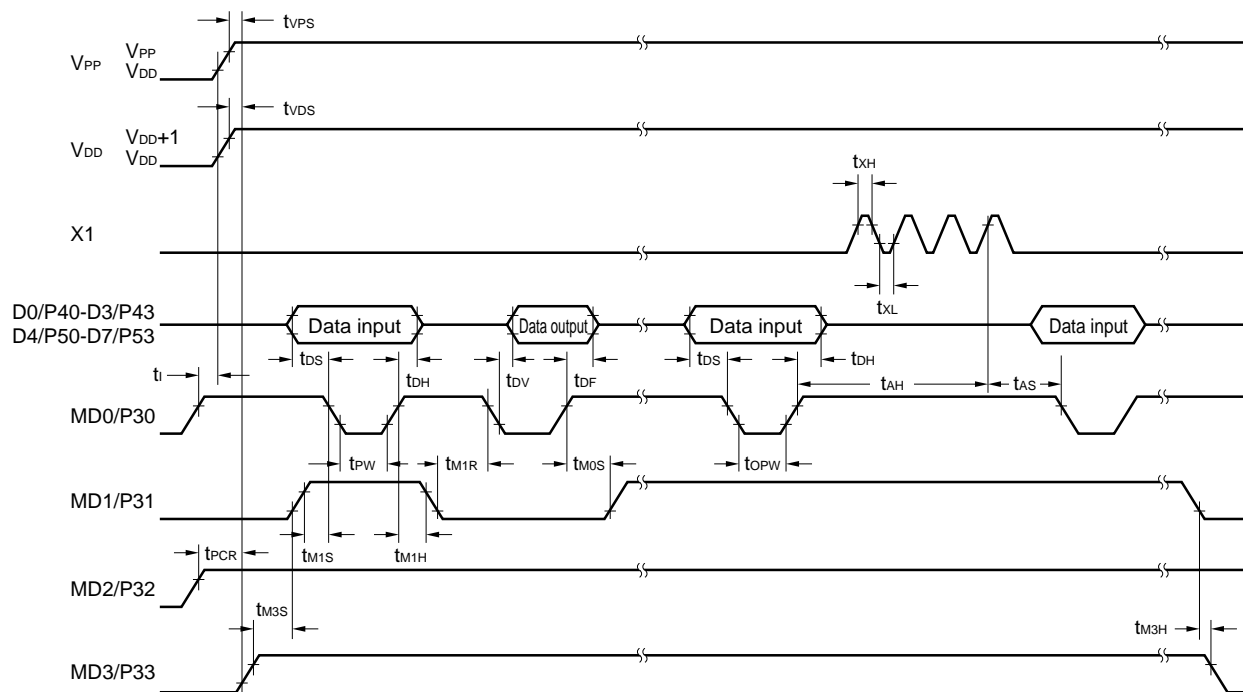 tVPS
VPP
VPP
VDD
tVDS
VDD
VDD+1
VDD
tXH
X1
tXL
D0/P40-D3/P43
D4/P50-D7/P53
Data input
Data output
Data input
Data input
tDS
tDH
tDV
tDF
tDS
tDH
tI
tAH
tAS
MD0/P30
tPW
tM1R
tM0S
tOPW
MD1/P31
tM1S
tM1H
tPCR
MD2/P32
tM3S
tM3H
MD3/P33